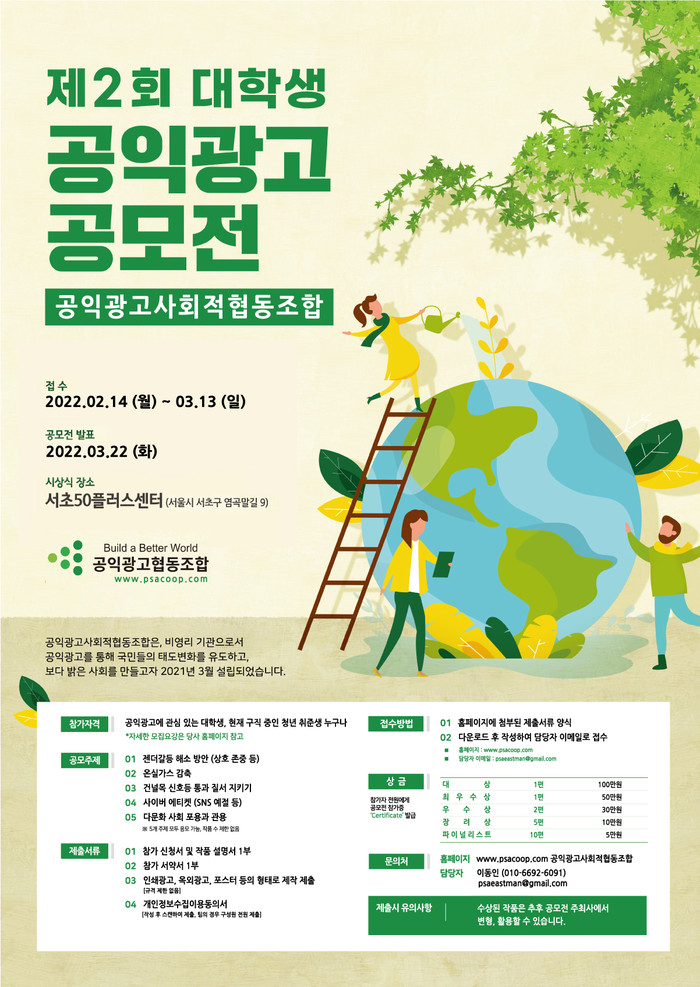 제2회 대학생
공익광고
공모전
공익광고사회적협동조합
접 수
2022.02.14 (월) ~ 03.13 (일)
공모전 발표
2022.03.22 (화)
시상식 장소
서초50플러스센터 (서울시 서초구 염곡말길 9)
Build a Better World
공익광고협동조합
www.psacoop.com
공익광고사회적협동조합은, 비영리 기관으로서
공익광고를 통해 국민들의 태도변화를 유도하고,
보다 밝은 사회를 만들고자 2021년 3월 설립되었습니다.
참가자격
공익광고에 관심 있는 대학생, 현재 구직 중인 청년 취준생 누구나
*자세한 모집요강은 당사 홈페이지 참고
공모주제
01 젠더갈등 해소 방안 (상호 존중 등)
02 온실가스 감축
03 건널목 신호등 통과 질서 지키기
04 사이버 에티켓 (SNS 예절 등)
05 다문화 사회 포용과 관용
※ 5개 주제 모두 응모 가능, 작품 수 제한 없음
제출서류
01 참가 신청서 및 작품 설명서 1부
02 참가 서약서 1부
03 인쇄광고, 옥외광고, 포스터 등의 형태로 제작 제출
[규격 제한 없음]
04 개인정보수집이용동의서
[작성 후 스캔하여 제출, 팀의 경우 구성원 전원 제출]
접수방법
01 홈페이지에 첨부된 제출서류 양식
02 다운로드 후 작성하여 담당자 이메일로 접수
■ 홈페이지 : www.psacoop.com
■ 담당자 이메일 : psaeastman@gmail.com
상 금
참가자 전원에게
공모전 참가증
'Certificate' 발급
대 상 1편 100만원
최 우 수 상 1편 50만원
우 수 상 2편 30만원
장 려 상 5편 10만원
파 이 널 리 스 트 10편 5만원
문의처
홈페이지 www.psacoop.com 공익광고사회적협동조합
담당자 이동인 (010-6692-6091)
psaeastman@gmail.com
제출시 유의사항
수상된 작품은 추후 공모전 주최사에서
변형, 활용할 수 있습니다.